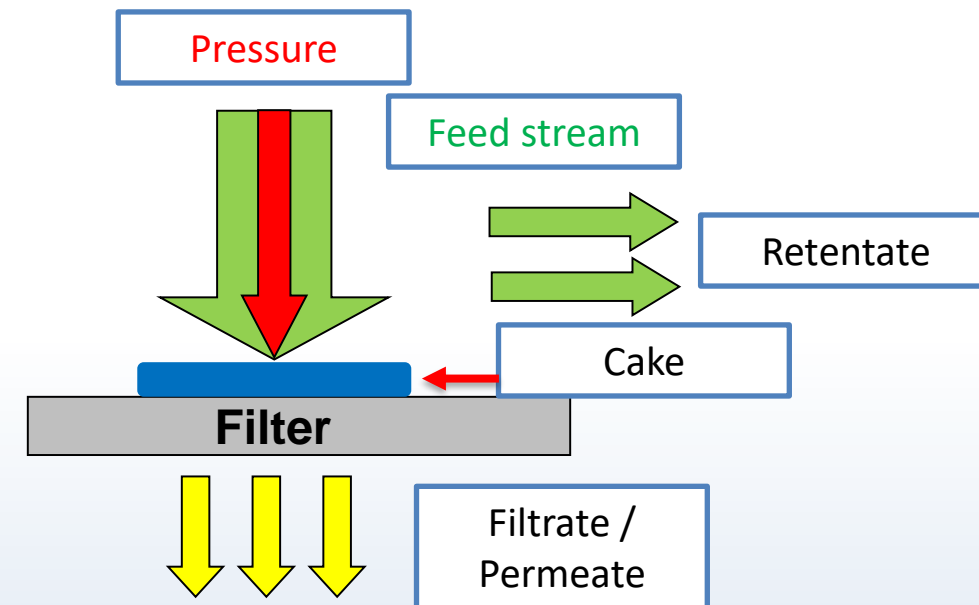 Pressure
Feed stream
Retentate
Cake
Filter
Filtrate /
Permeate